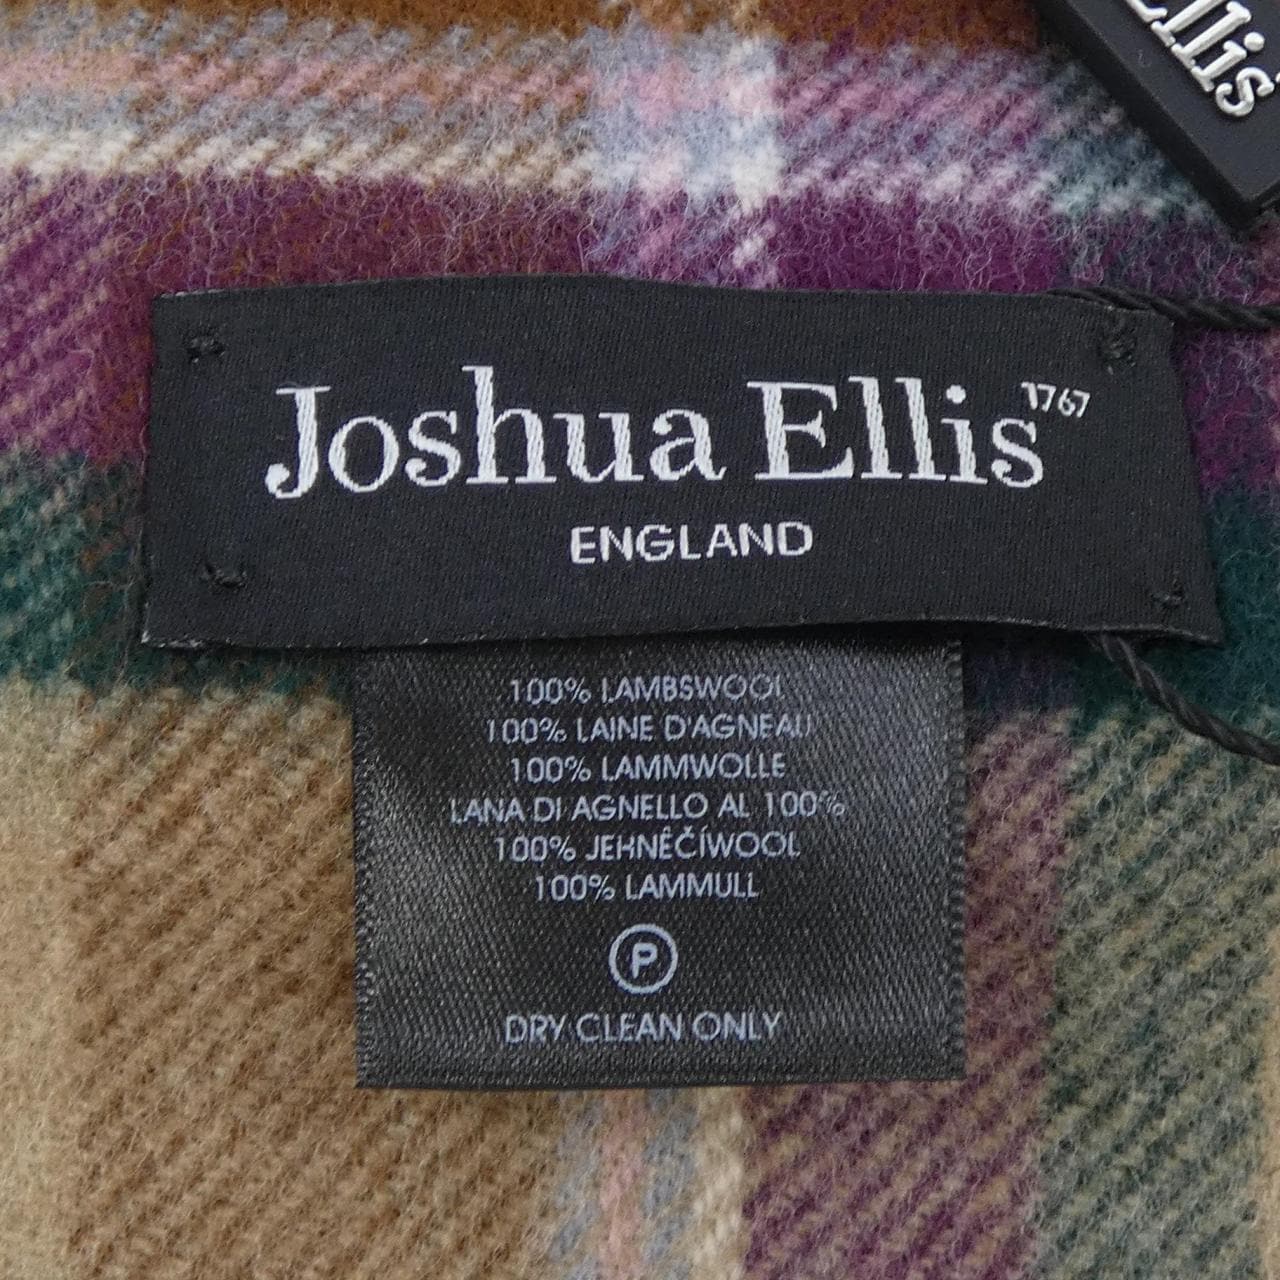 Ellis
Joshua Ellis 1767
ENGLAND
100% LAMBSWOOL
100% LAINE D'AGNEAU
100% LAMMWOLLE
LANA DI AGNELLO AL 100%
100% JEHNĚČÍWOOL
100% LAMMULL
P
DRY CLEAN ONLY